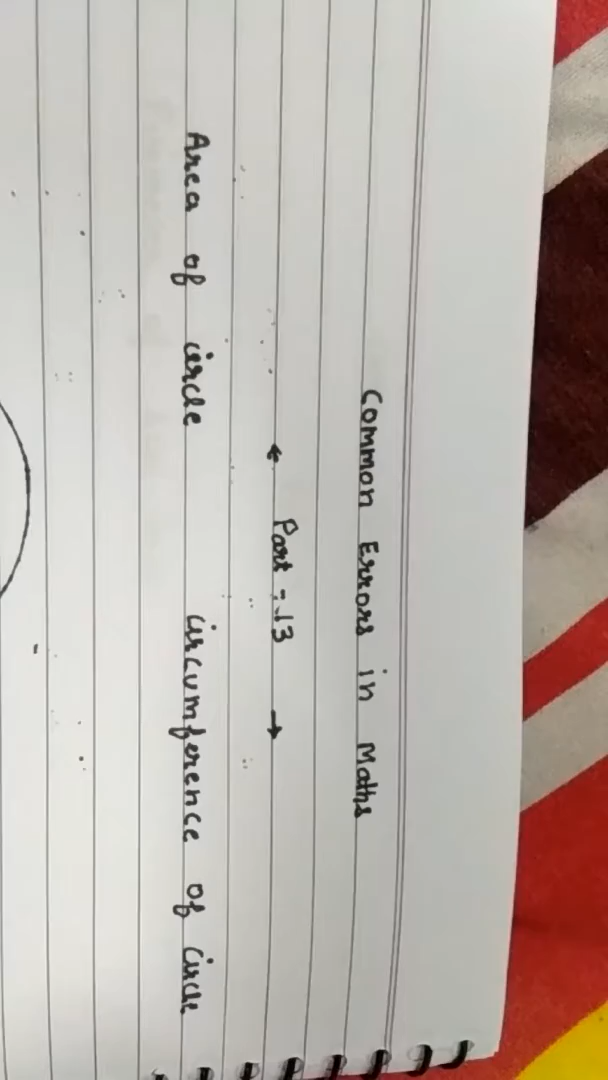 Common Errors in Maths
← Part - 13 →
Area of circle circumference of circle